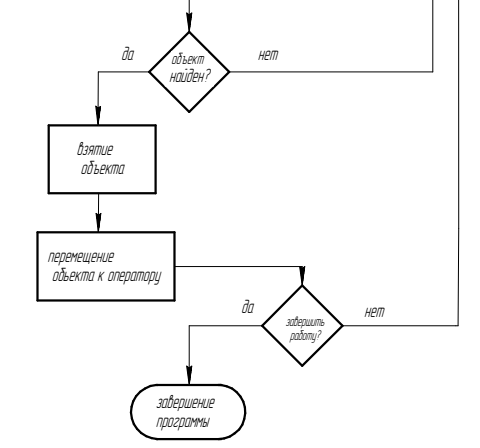 да
объект
найден?
нет
взятие
объекта
перемещение
объекта к оператору
да
завершить
работу?
нет
завершение
программы